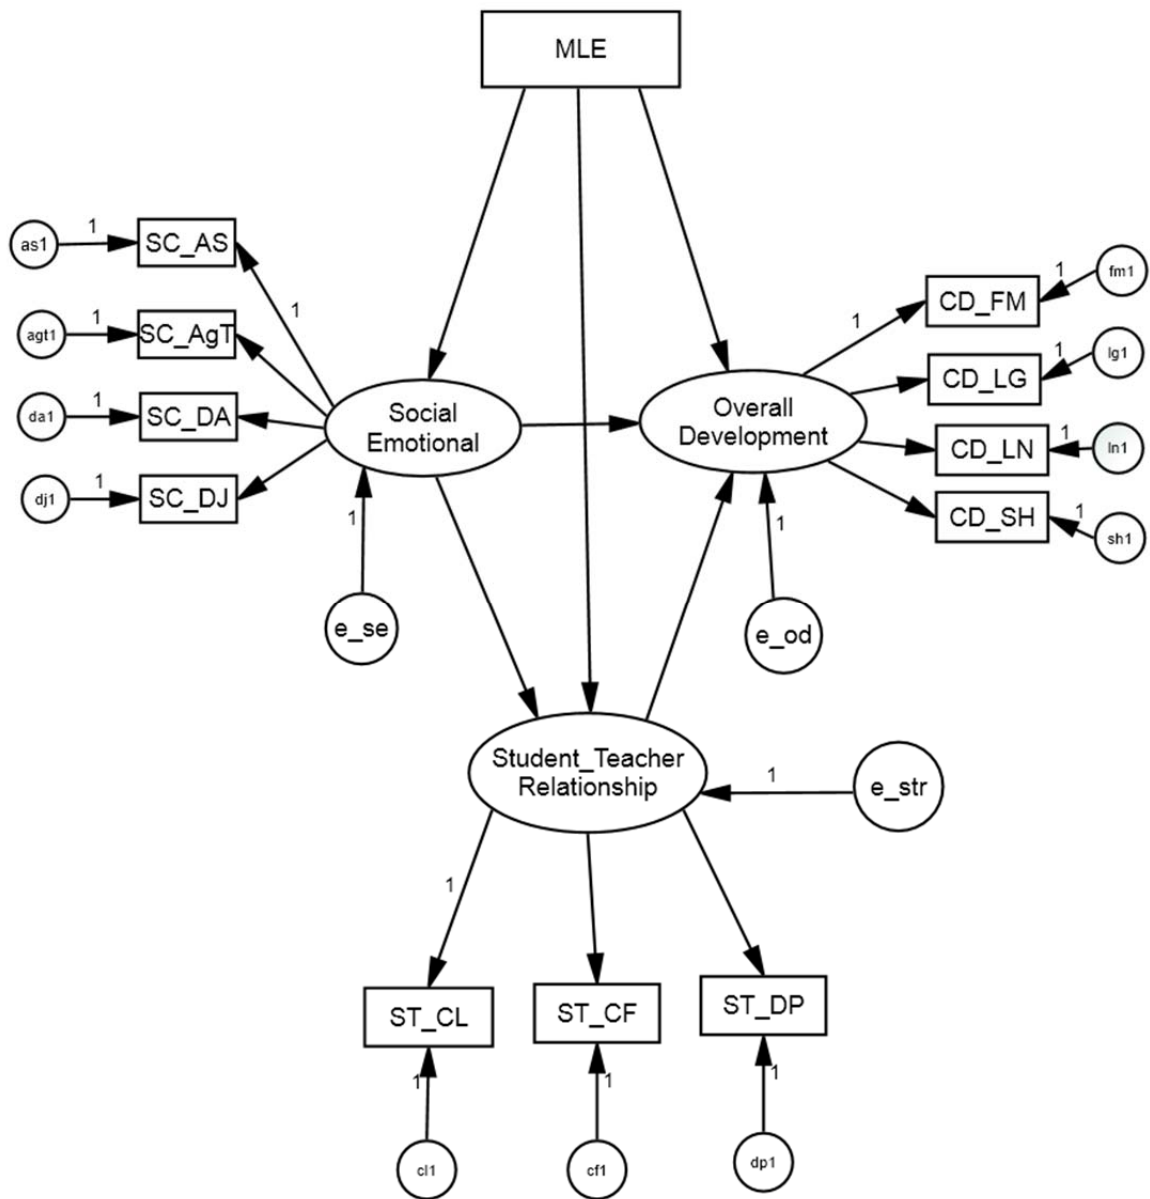 MLE
1
as1
SC_AS
1
1
agt1
SC_AgT
1
da1
SC_DA
1
dj1
SC_DJ
Social
Emotional
1
e_se
Overall
Development
1
e_od
1
CD_FM
1
fm1
CD_LG
1
lg1
CD_LN
1
ln1
CD_SH
1
sh1
Student_Teacher
Relationship
1
e_str
1
ST_CL
ST_CF
ST_DP
1
1
1
cl1
cf1
dp1